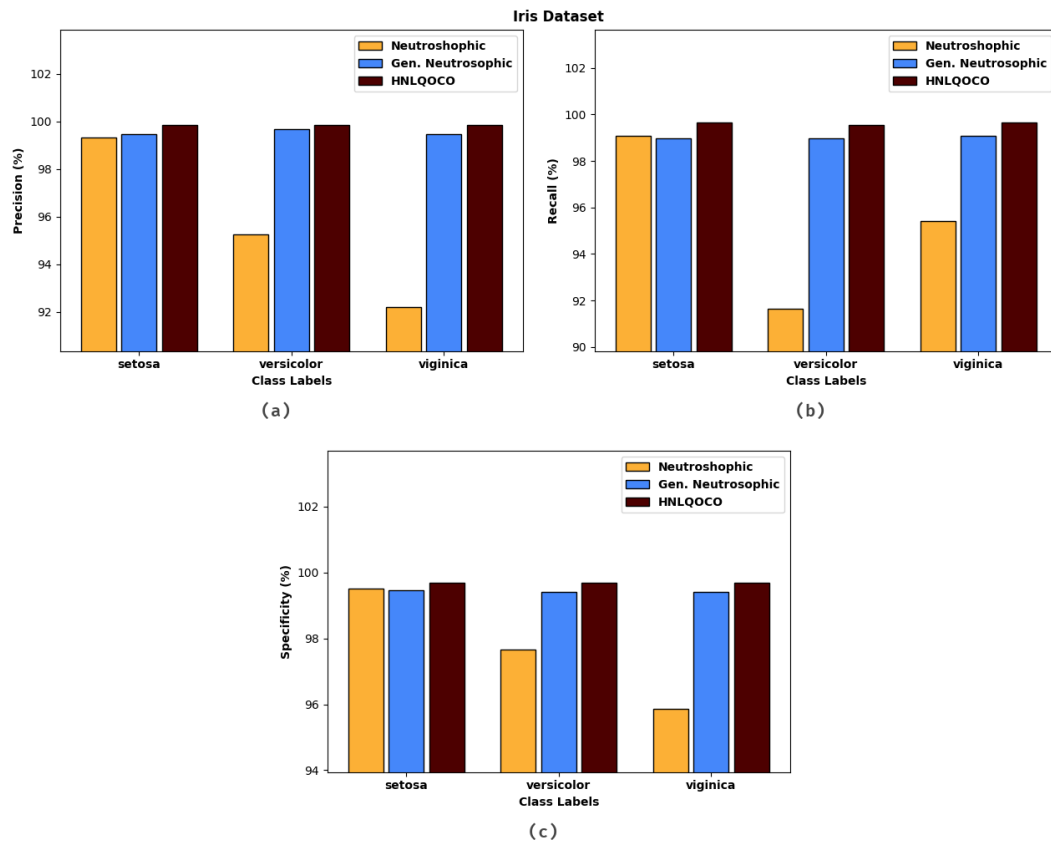 Iris Dataset
Neutroshophic
Gen. Neutrosophic
HNLQOCO
102
100
98
96
94
92
Precision (%)
setosa
versicolor
viginica
Class Labels
(a)
Neutroshophic
Gen. Neutrosophic
HNLQOCO
102
100
98
96
94
92
90
Recall (%)
setosa
versicolor
viginica
Class Labels
(b)
Neutroshophic
Gen. Neutrosophic
HNLQOCO
102
100
98
96
94
Specificity (%)
setosa
versicolor
viginica
Class Labels
(c)